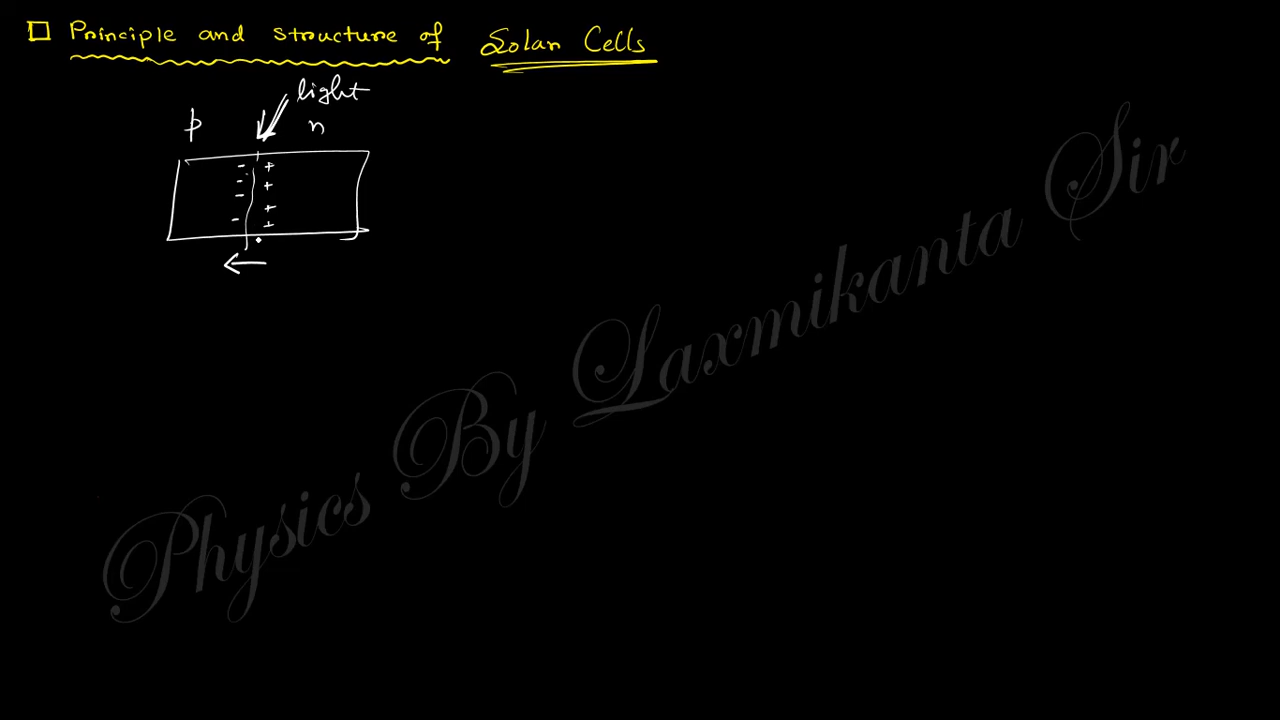 Principle and structure of Solar Cells
light
p n
- +
- +
- +
- +
Physics By Laxmikanta Sir